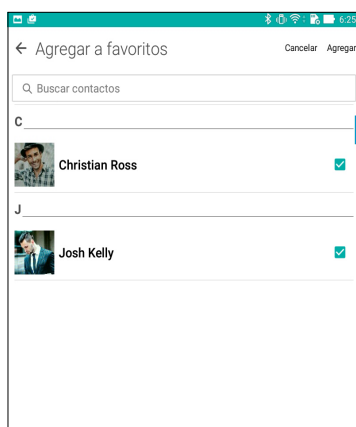 6:25
Agregar a favoritos
Cancelar Agregar
Buscar contactos
C
Christian Ross
J
Josh Kelly